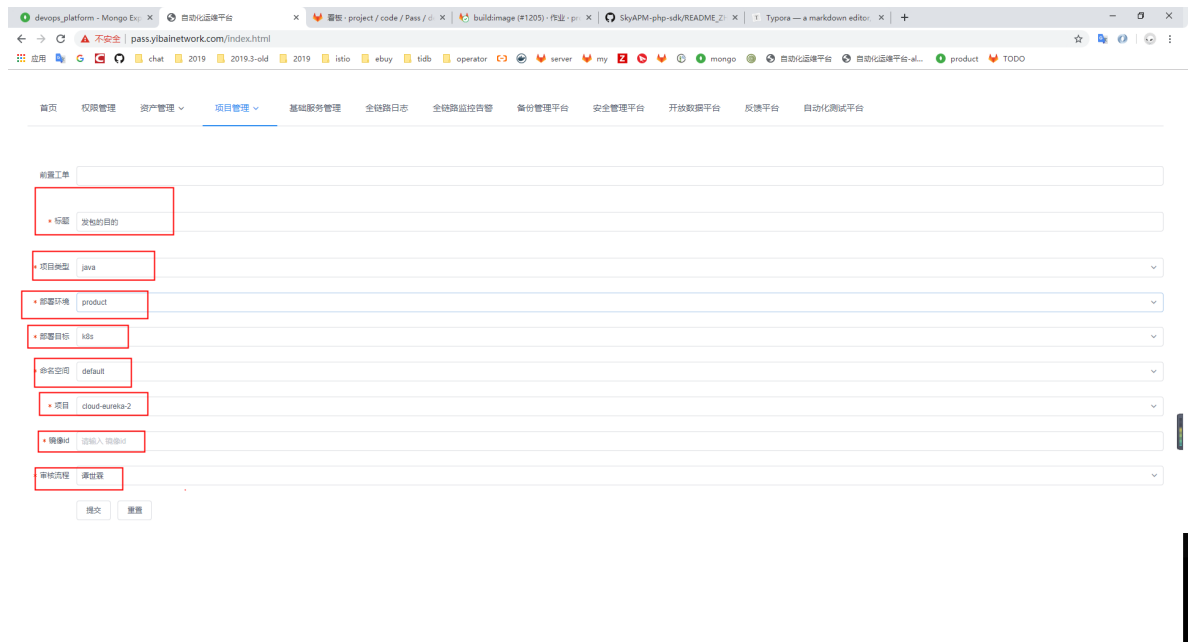 devops_platform - Mongo Exp
自动化运维平台
看板 · project / code / Pass / d
build:image (#1205) · 作业 · pro
SkyAPM-php-sdk/README_ZH
Typora — a markdown editor,
不安全 | pass.yibainetwork.com/index.html
应用 chat 2019 2019.3-old 2019 istio ebuy tidb operator server my mongo 自动化运维平台 自动化运维平台-al... product TODO
首页 权限管理 资产管理 项目管理 基础服务管理 全链路日志 全链路监控告警 备份管理平台 安全管理平台 开放数据平台 反馈平台 自动化测试平台
前置工单
* 标题 发包的目的
* 项目类型 java
* 部署环境 product
* 部署目标 k8s
* 命名空间 default
* 项目 cloud-eureka-2
* 镜像id 请输入 镜像id
* 审核流程 谭世霖
提交 重置